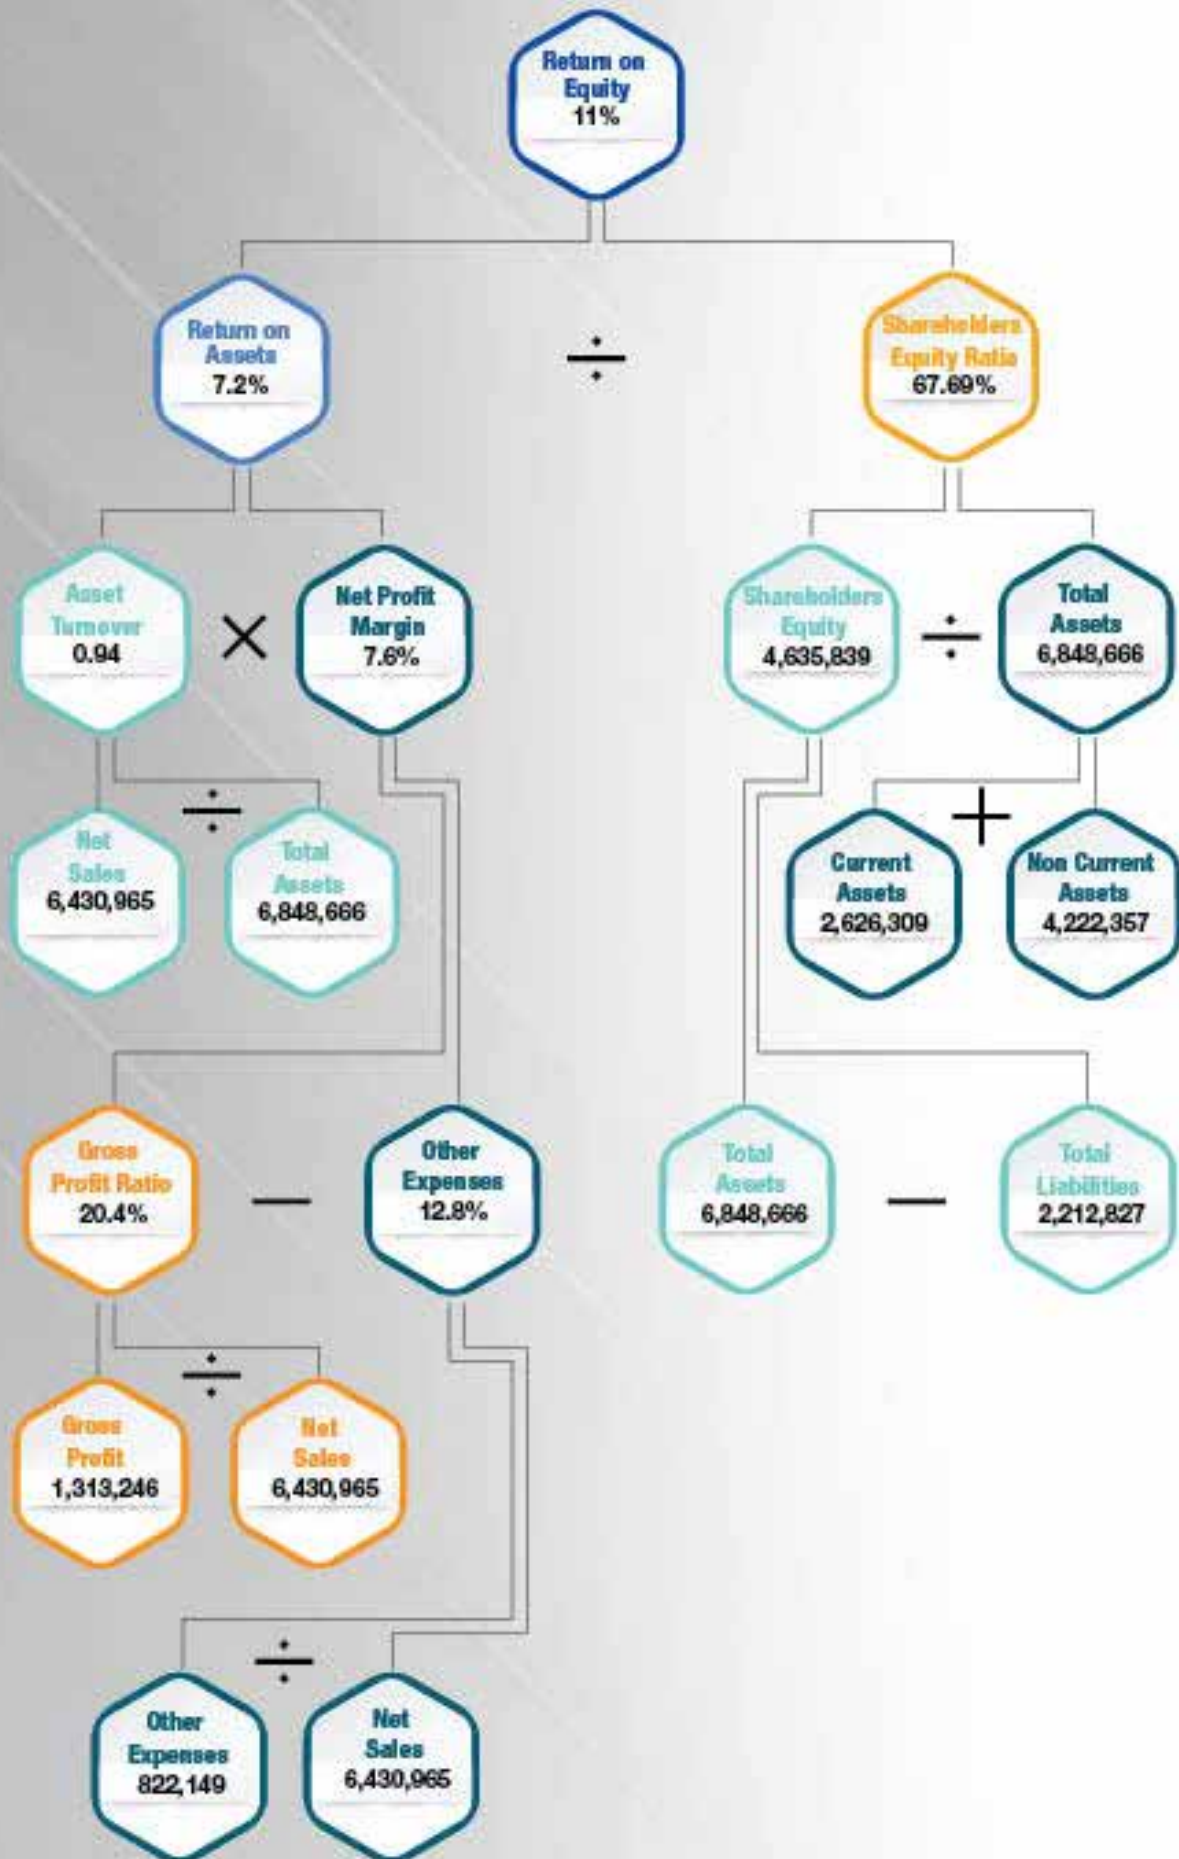 Return on
Equity
11%
Return on
Assets
7.2%
÷
Shareholders
Equity Ratio
67.69%
Asset
Turnover
0.94
×
Net Profit
Margin
7.6%
Shareholders
Equity
4,635,839
÷
Total
Assets
6,848,666
Net
Sales
6,430,965
÷
Total
Assets
6,848,666
Current
Assets
2,626,309
+
Non Current
Assets
4,222,357
Gross
Profit Ratio
20.4%
—
Other
Expenses
12.8%
Total
Assets
6,848,666
—
Total
Liabilities
2,212,827
Gross
Profit
1,313,246
÷
Net
Sales
6,430,965
Other
Expenses
822,149
÷
Net
Sales
6,430,965